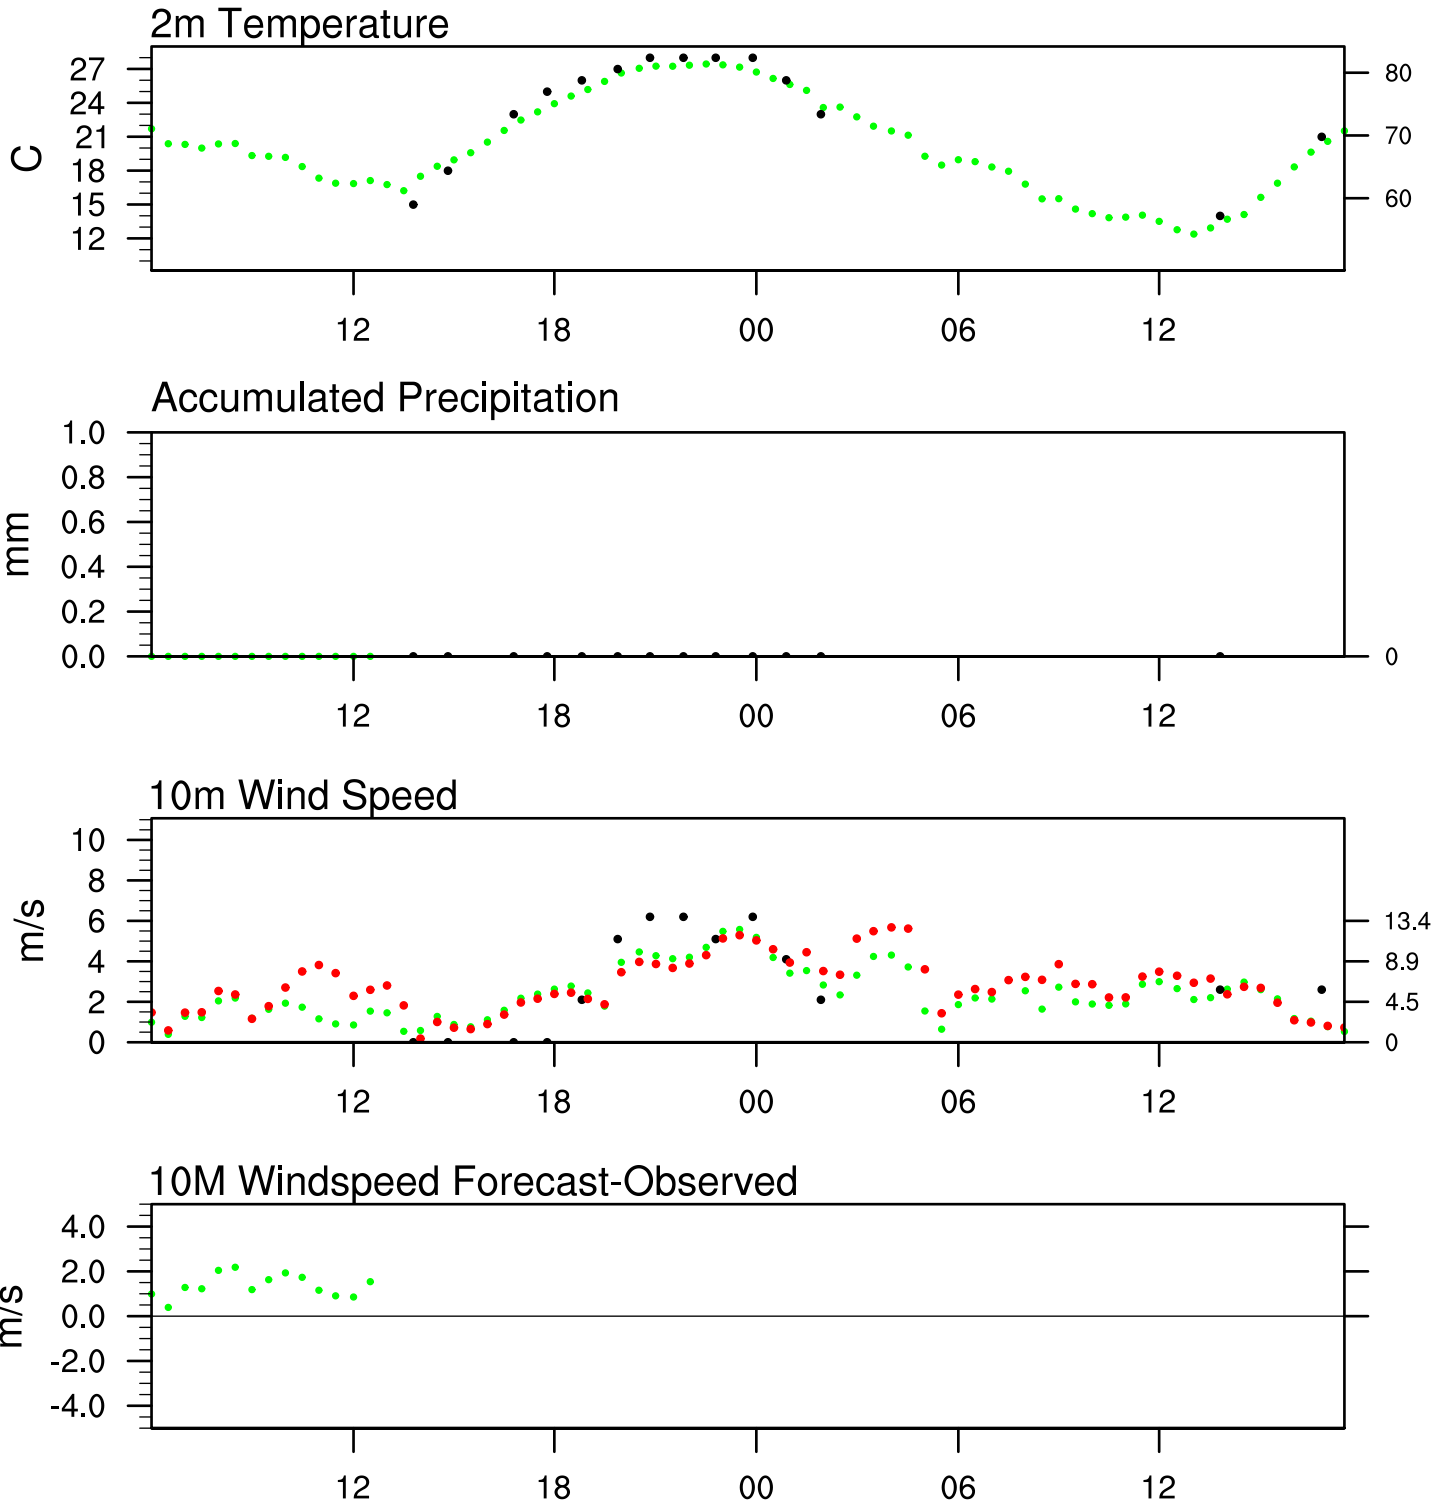 2m Temperature
27
24
21
18
15
12
C
80
70
60
12 18 00 06 12
Accumulated Precipitation
1.0
0.8
0.6
0.4
0.2
0.0
mm
0
12 18 00 06 12
10m Wind Speed
10
8
6
4
2
0
m/s
13.4
8.9
4.5
0
12 18 00 06 12
10M Windspeed Forecast-Observed
4.0
2.0
0.0
-2.0
-4.0
m/s
12 18 00 06 12